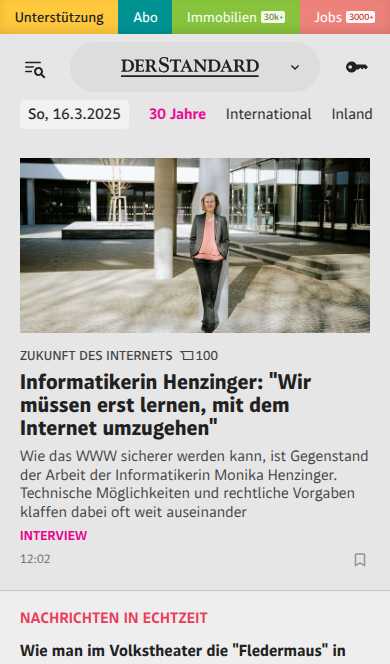 Unterstützung Abo Immobilien 30k+ Jobs 3000+
DERSTANDARD
So, 16.3.2025 30 Jahre International Inland
ZUKUNFT DES INTERNETS 100
Informatikerin Henzinger: "Wir
müssen erst lernen, mit dem
Internet umzugehen"
Wie das WWW sicherer werden kann, ist Gegenstand
der Arbeit der Informatikerin Monika Henzinger.
Technische Möglichkeiten und rechtliche Vorgaben
klaffen dabei oft weit auseinander
INTERVIEW
12:02
NACHRICHTEN IN ECHTZEIT
Wie man im Volkstheater die "Fledermaus" in